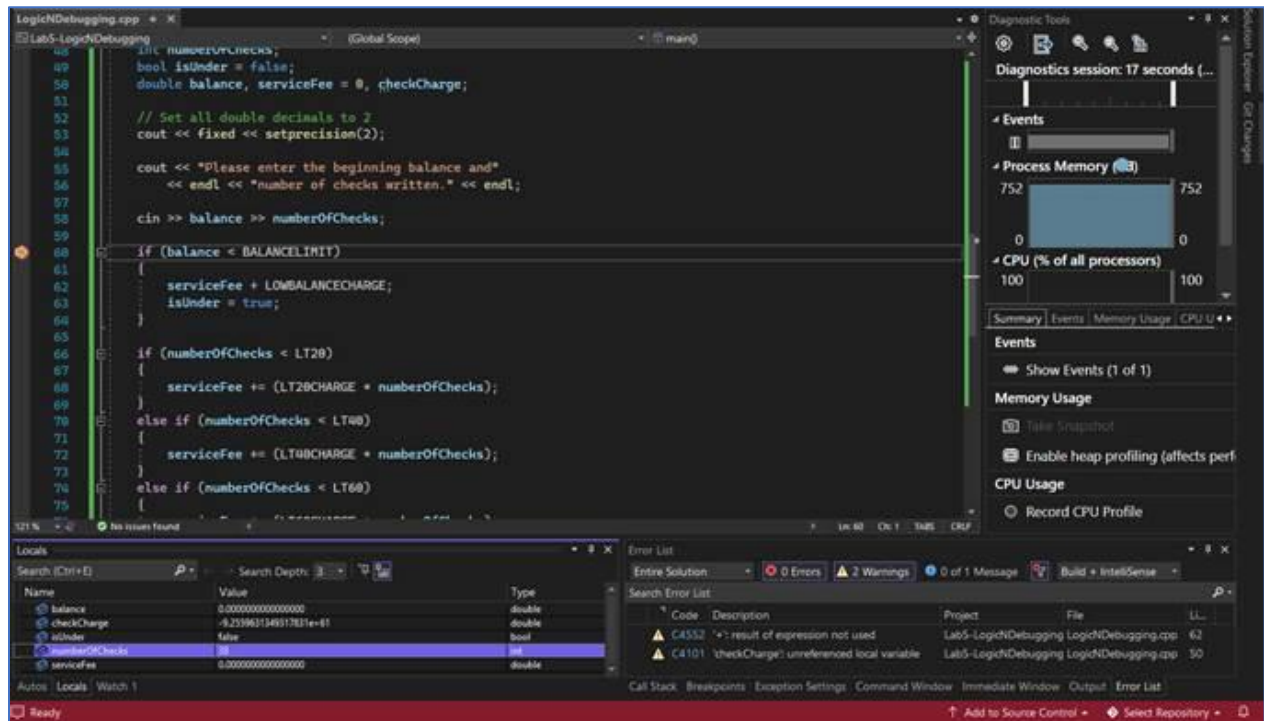 LogicNDebugging.cpp
Lab5-LogicNDebugging (Global Scope) main()
48 int numberOfChecks;
49 bool isUnder = false;
50 double balance, serviceFee = 0, checkCharge;
51
52 // Set all double decimals to 2
53 cout << fixed << setprecision(2);
54
55 cout << "Please enter the beginning balance and"
56 << endl << "number of checks written." << endl;
57
58 cin >> balance >> numberOfChecks;
59
60 if (balance < BALANCELIMIT)
61 {
62 serviceFee + LOWBALANCECHARGE;
63 isUnder = true;
64 }
65
66 if (numberOfChecks < LT20)
67 {
68 serviceFee += (LT20CHARGE * numberOfChecks);
69 }
70 else if (numberOfChecks < LT40)
71 {
72 serviceFee += (LT40CHARGE * numberOfChecks);
73 }
74 else if (numberOfChecks < LT60)
75 {
121 % No issues found Ln: 60 Ch: 1 TABS CRLF
Diagnostic Tools
Diagnostics session: 17 seconds (...
Events
Process Memory
752 752
0 0
CPU (% of all processors)
100 100
Summary Events Memory Usage CPU U
Events
Show Events (1 of 1)
Memory Usage
Take Snapshot
Enable heap profiling (affects perf
CPU Usage
Record CPU Profile
Solution Explorer
Git Changes
Locals
Search (Ctrl+E) Search Depth: 3
Name Value Type
balance 0.0000000000000000 double
checkCharge double
isUnder false bool
numberOfChecks int
serviceFee 0.0000000000000000 double
Autos Locals Watch 1
Error List
Entire Solution 0 Errors 2 Warnings 0 of 1 Message Build + IntelliSense
Search Error List
Code Description Project File Li...
C4552 '+': result of expression not used Lab5-LogicNDebugging LogicNDebugging.cpp 62
C4101 'checkCharge': unreferenced local variable Lab5-LogicNDebugging LogicNDebugging.cpp 50
Call Stack Breakpoints Exception Settings Command Window Immediate Window Output Error List
Ready Add to Source Control Select Repository